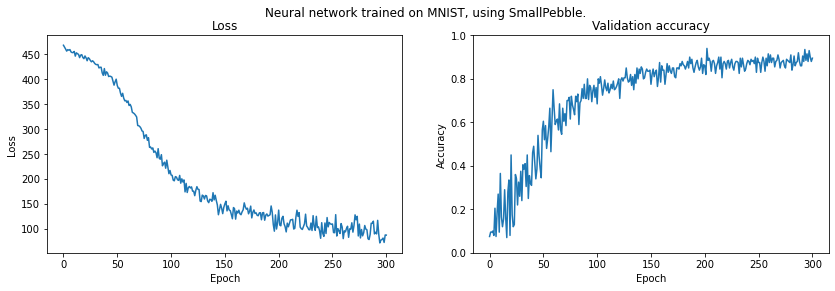 Neural network trained on MNIST, using SmallPebble.
Loss
Loss
450
400
350
300
250
200
150
100
0 50 100 150 200 250 300
Epoch
Validation accuracy
Accuracy
1.0
0.8
0.6
0.4
0.2
0.0
0 50 100 150 200 250 300
Epoch